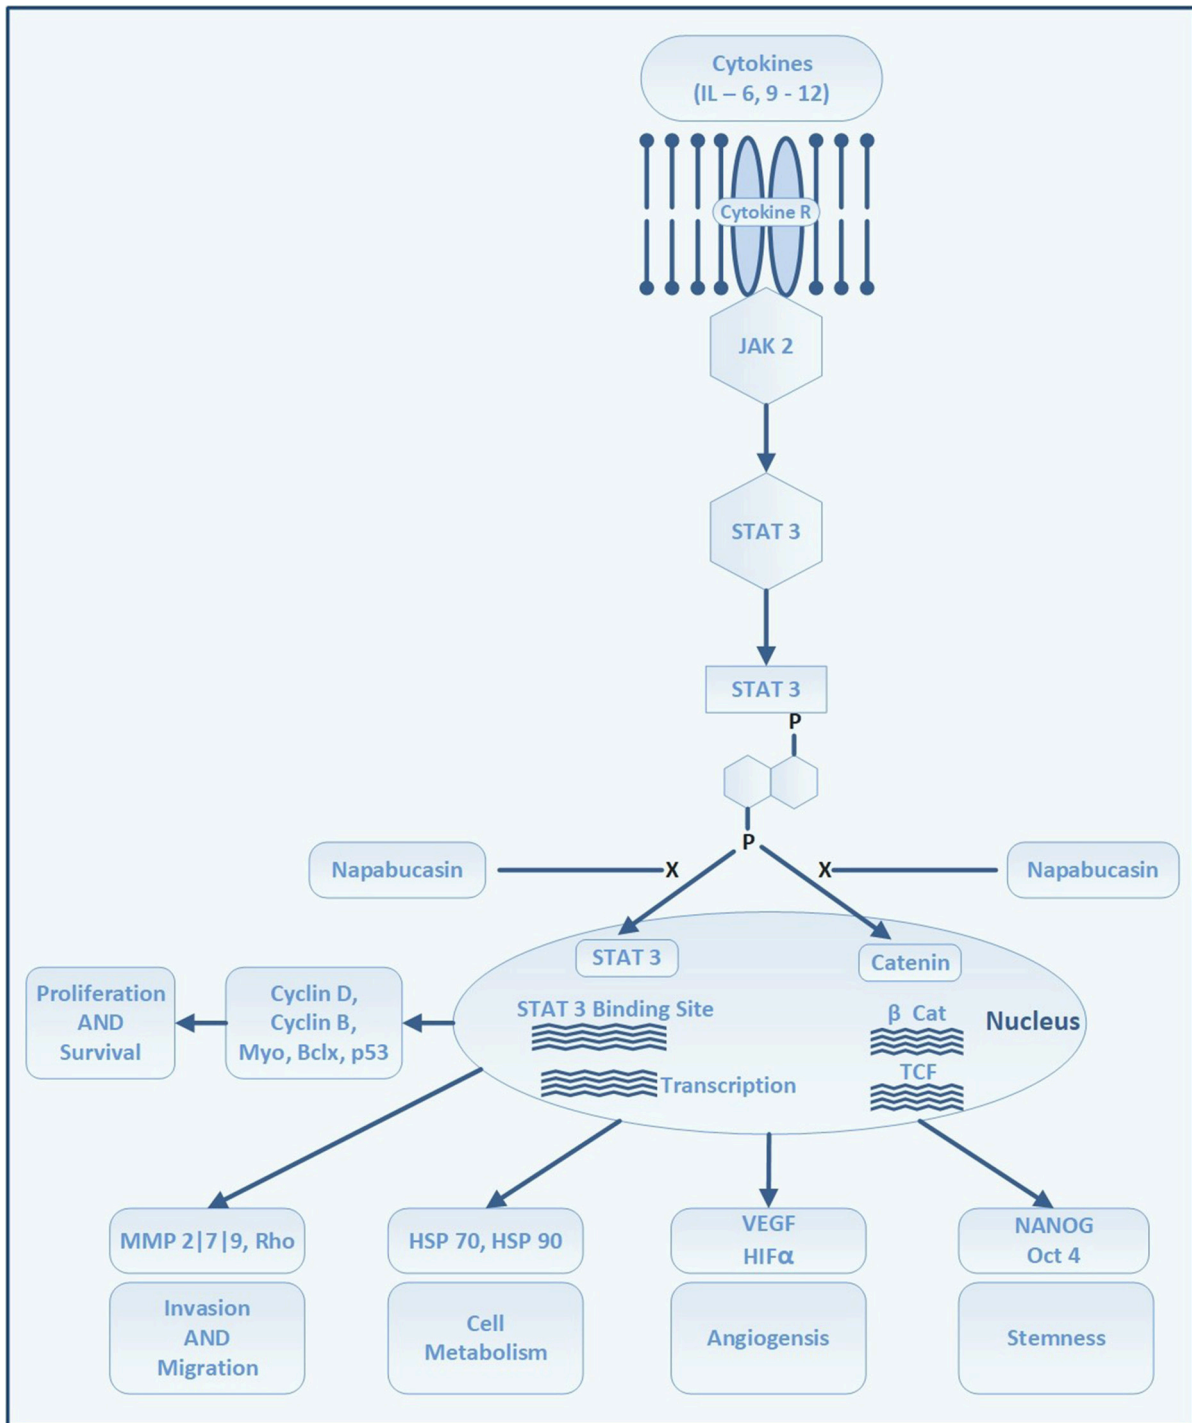 Cytokines
(IL – 6, 9 - 12)
Cytokine R
JAK 2
STAT 3
STAT 3
P
P
Napabucasin
X
X
Napabucasin
STAT 3
Catenin
Proliferation
AND
Survival
Cyclin D,
Cyclin B,
Myo, Bclx, p53
STAT 3 Binding Site
β Cat
Nucleus
TCF
Transcription
MMP 2|7|9, Rho
HSP 70, HSP 90
VEGF
HIFα
NANOG
Oct 4
Invasion
AND
Migration
Cell
Metabolism
Angiogensis
Stemness